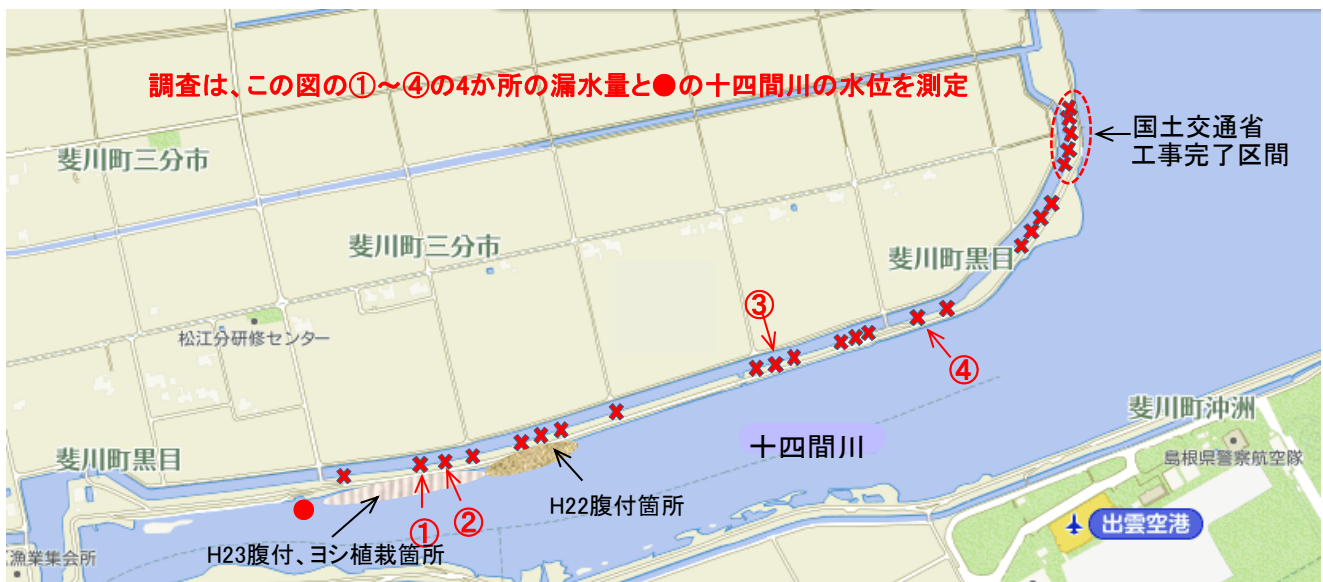 調査は、この図の①～④の4か所の漏水量と●の十四間川の水位を測定
国土交通省
工事完了区間
斐川町三分市
斐川町三分市
斐川町黒目
③
松江分研修センター
④
斐川町沖洲
斐川町黒目
十四間川
島根県警察航空隊
H22腹付箇所
①
②
出雲空港
H23腹付、ヨシ植栽箇所
漁業集会所